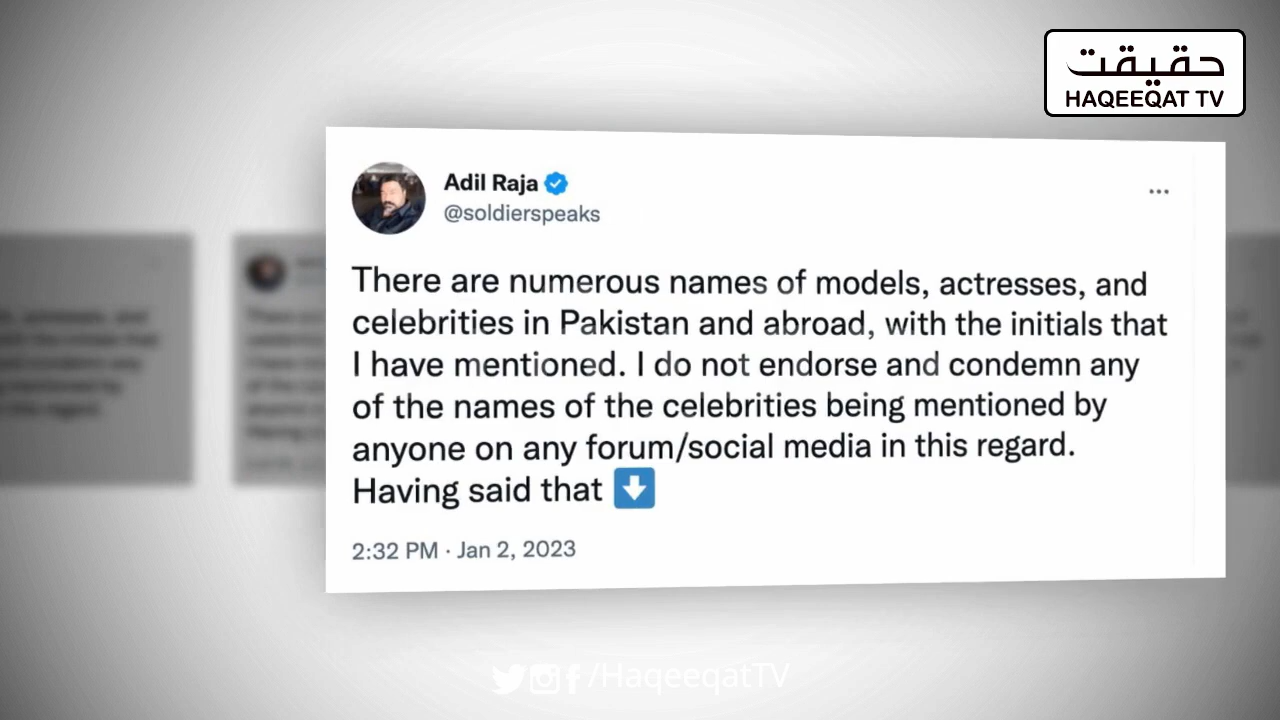 حقيقت
HAQEEQAT TV
Adil Raja
@soldierspeaks
There are numerous names of models, actresses, and
celebrities in Pakistan and abroad, with the initials that
I have mentioned. I do not endorse and condemn any
of the names of the celebrities being mentioned by
anyone on any forum/social media in this regard.
Having said that ⬇️
2:32 PM · Jan 2, 2023
/HaqeeqatTV